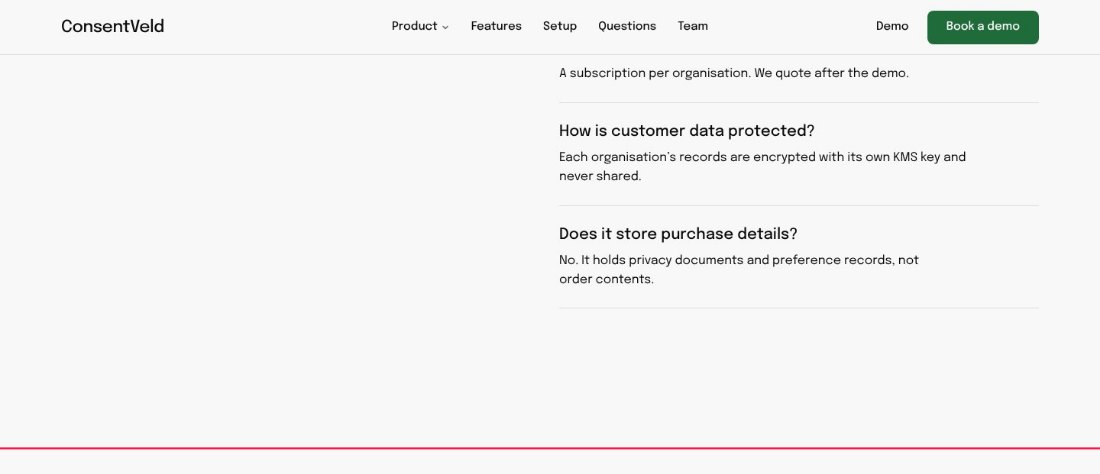 ConsentVeld
Product
Features
Setup
Questions
Team
Demo
Book a demo
A subscription per organisation. We quote after the demo.
How is customer data protected?
Each organisation’s records are encrypted with its own KMS key and
never shared.
Does it store purchase details?
No. It holds privacy documents and preference records, not
order contents.